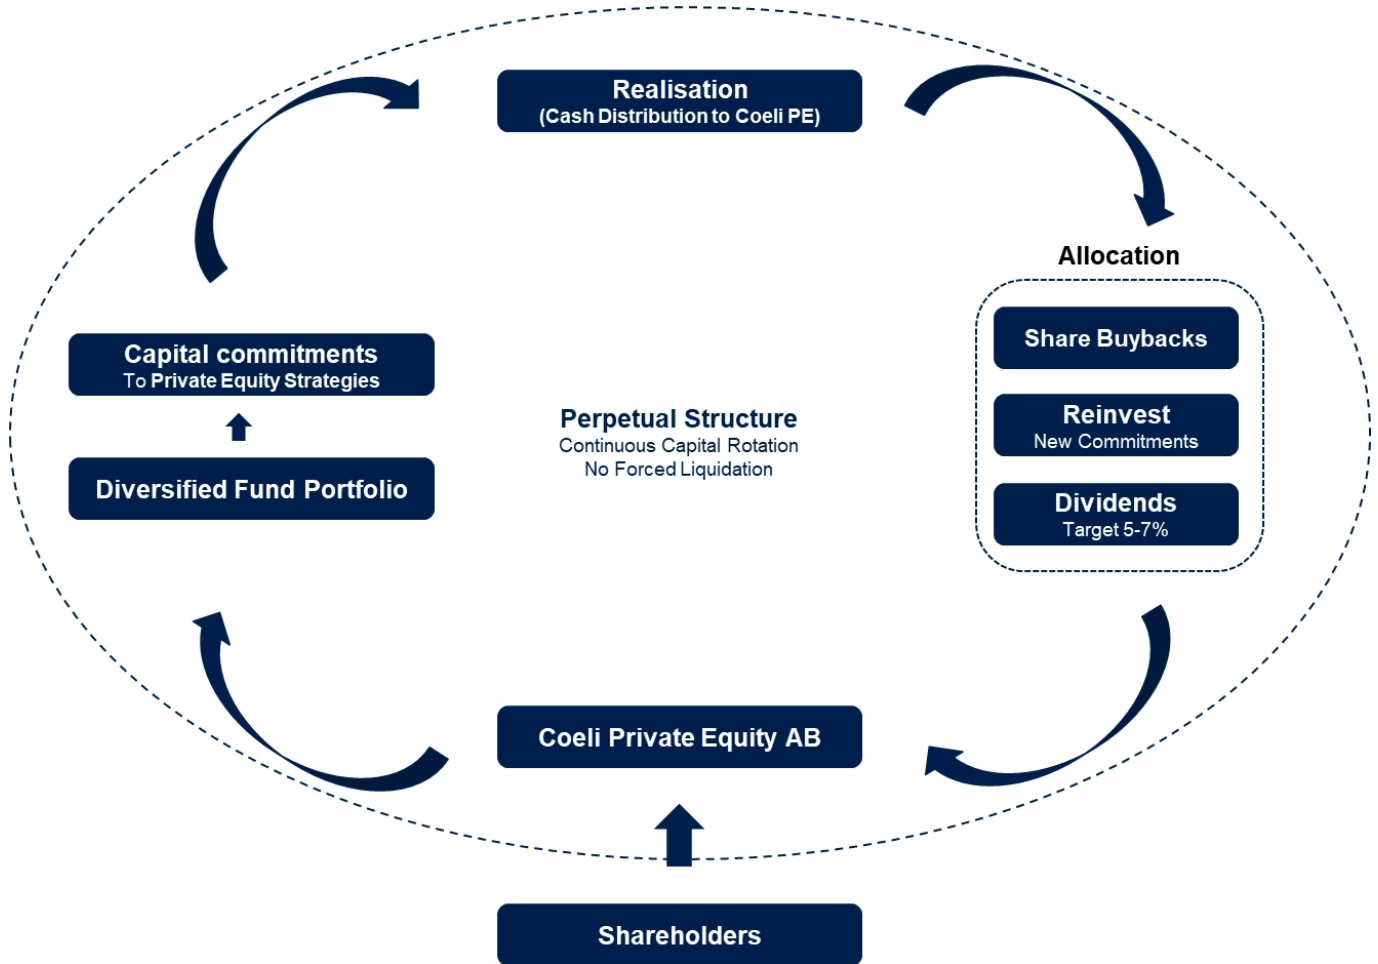 Realisation
(Cash Distribution to Coeli PE)
Allocation
Share Buybacks
Reinvest
New Commitments
Dividends
Target 5-7%
Capital commitments
To Private Equity Strategies
Diversified Fund Portfolio
Perpetual Structure
Continuous Capital Rotation
No Forced Liquidation
Coeli Private Equity AB
Shareholders